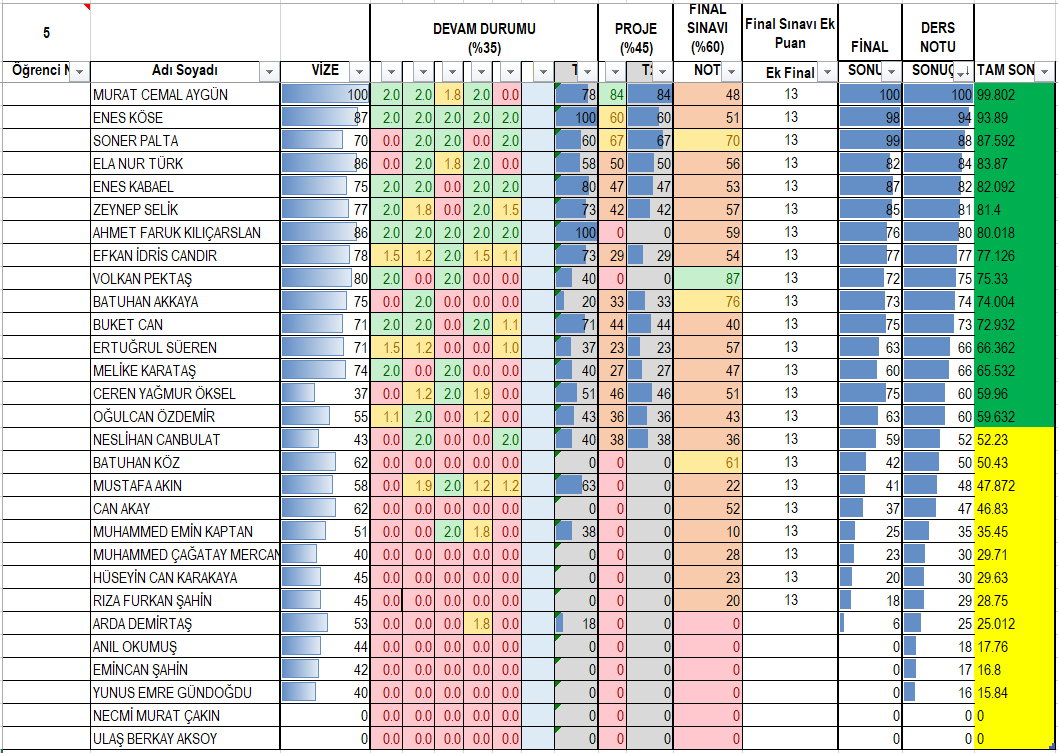 5 DEVAM DURUMU (%35) PROJE (%45) FINAL SINAVI (%60) Final Sınavı Ek Puan FİNAL DERS NOTU
Öğrenci N Adı Soyadı VİZE T T2 NOT Ek Final SONU SONUÇ TAM SON
MURAT CEMAL AYGÜN 100 2.0 2.0 1.8 2.0 0.0 78 84 84 48 13 100 100 99.802
ENES KÖSE 87 2.0 2.0 2.0 2.0 2.0 100 60 60 51 13 98 94 93.89
SONER PALTA 70 0.0 2.0 2.0 0.0 2.0 60 67 67 70 13 99 88 87.592
ELA NUR TÜRK 86 0.0 2.0 1.8 2.0 0.0 58 50 50 56 13 82 84 83.87
ENES KABAEL 75 2.0 2.0 0.0 2.0 2.0 80 47 47 53 13 87 82 82.092
ZEYNEP SELİK 77 2.0 1.8 0.0 2.0 1.5 73 42 42 57 13 85 81 81.4
AHMET FARUK KILIÇARSLAN 86 2.0 2.0 2.0 2.0 2.0 100 0 0 59 13 76 80 80.018
EFKAN İDRİS CANDIR 78 1.5 1.2 2.0 1.5 1.1 73 29 29 54 13 77 77 77.126
VOLKAN PEKTAŞ 80 2.0 0.0 2.0 0.0 0.0 40 0 0 87 13 72 75 75.33
BATUHAN AKKAYA 75 0.0 2.0 0.0 0.0 0.0 20 33 33 76 13 73 74 74.004
BUKET CAN 71 2.0 2.0 0.0 2.0 1.1 71 44 44 40 13 75 73 72.932
ERTUĞRUL SÜEREN 71 1.5 1.2 0.0 0.0 1.0 37 23 23 57 13 63 66 66.362
MELİKE KARATAŞ 74 2.0 0.0 2.0 0.0 0.0 40 27 27 47 13 60 66 65.532
CEREN YAĞMUR ÖKSEL 37 0.0 1.2 2.0 1.9 0.0 51 46 46 51 13 75 60 59.96
OĞULCAN ÖZDEMİR 55 1.1 2.0 0.0 1.2 0.0 43 36 36 43 13 63 60 59.632
NESLİHAN CANBULAT 43 0.0 2.0 0.0 0.0 2.0 40 38 38 36 13 59 52 52.23
BATUHAN KÖZ 62 0.0 0.0 0.0 0.0 0.0 0 0 0 61 13 42 50 50.43
MUSTAFA AKIN 58 0.0 1.9 2.0 1.2 1.2 63 0 0 22 13 41 48 47.872
CAN AKAY 62 0.0 0.0 0.0 0.0 0.0 0 0 0 52 13 37 47 46.83
MUHAMMED EMİN KAPTAN 51 0.0 0.0 2.0 1.8 0.0 38 0 0 10 13 25 35 35.45
MUHAMMED ÇAĞATAY MERCAN 40 0.0 0.0 0.0 0.0 0.0 0 0 0 28 13 23 30 29.71
HÜSEYİN CAN KARAKAYA 45 0.0 0.0 0.0 0.0 0.0 0 0 0 23 13 20 30 29.63
RIZA FURKAN ŞAHİN 45 0.0 0.0 0.0 0.0 0.0 0 0 0 20 13 18 29 28.75
ARDA DEMİRTAŞ 53 0.0 0.0 0.0 1.8 0.0 18 0 0 0 6 25 25.012
ANIL OKUMUŞ 44 0.0 0.0 0.0 0.0 0.0 0 0 0 0 0 18 17.76
EMİNCAN ŞAHİN 42 0.0 0.0 0.0 0.0 0.0 0 0 0 0 0 17 16.8
YUNUS EMRE GÜNDOĞDU 40 0.0 0.0 0.0 0.0 0.0 0 0 0 0 0 16 15.84
NECMİ MURAT ÇAKIN 0 0.0 0.0 0.0 0.0 0.0 0 0 0 0 0 0 0
ULAŞ BERKAY AKSOY 0 0.0 0.0 0.0 0.0 0.0 0 0 0 0 0 0 0